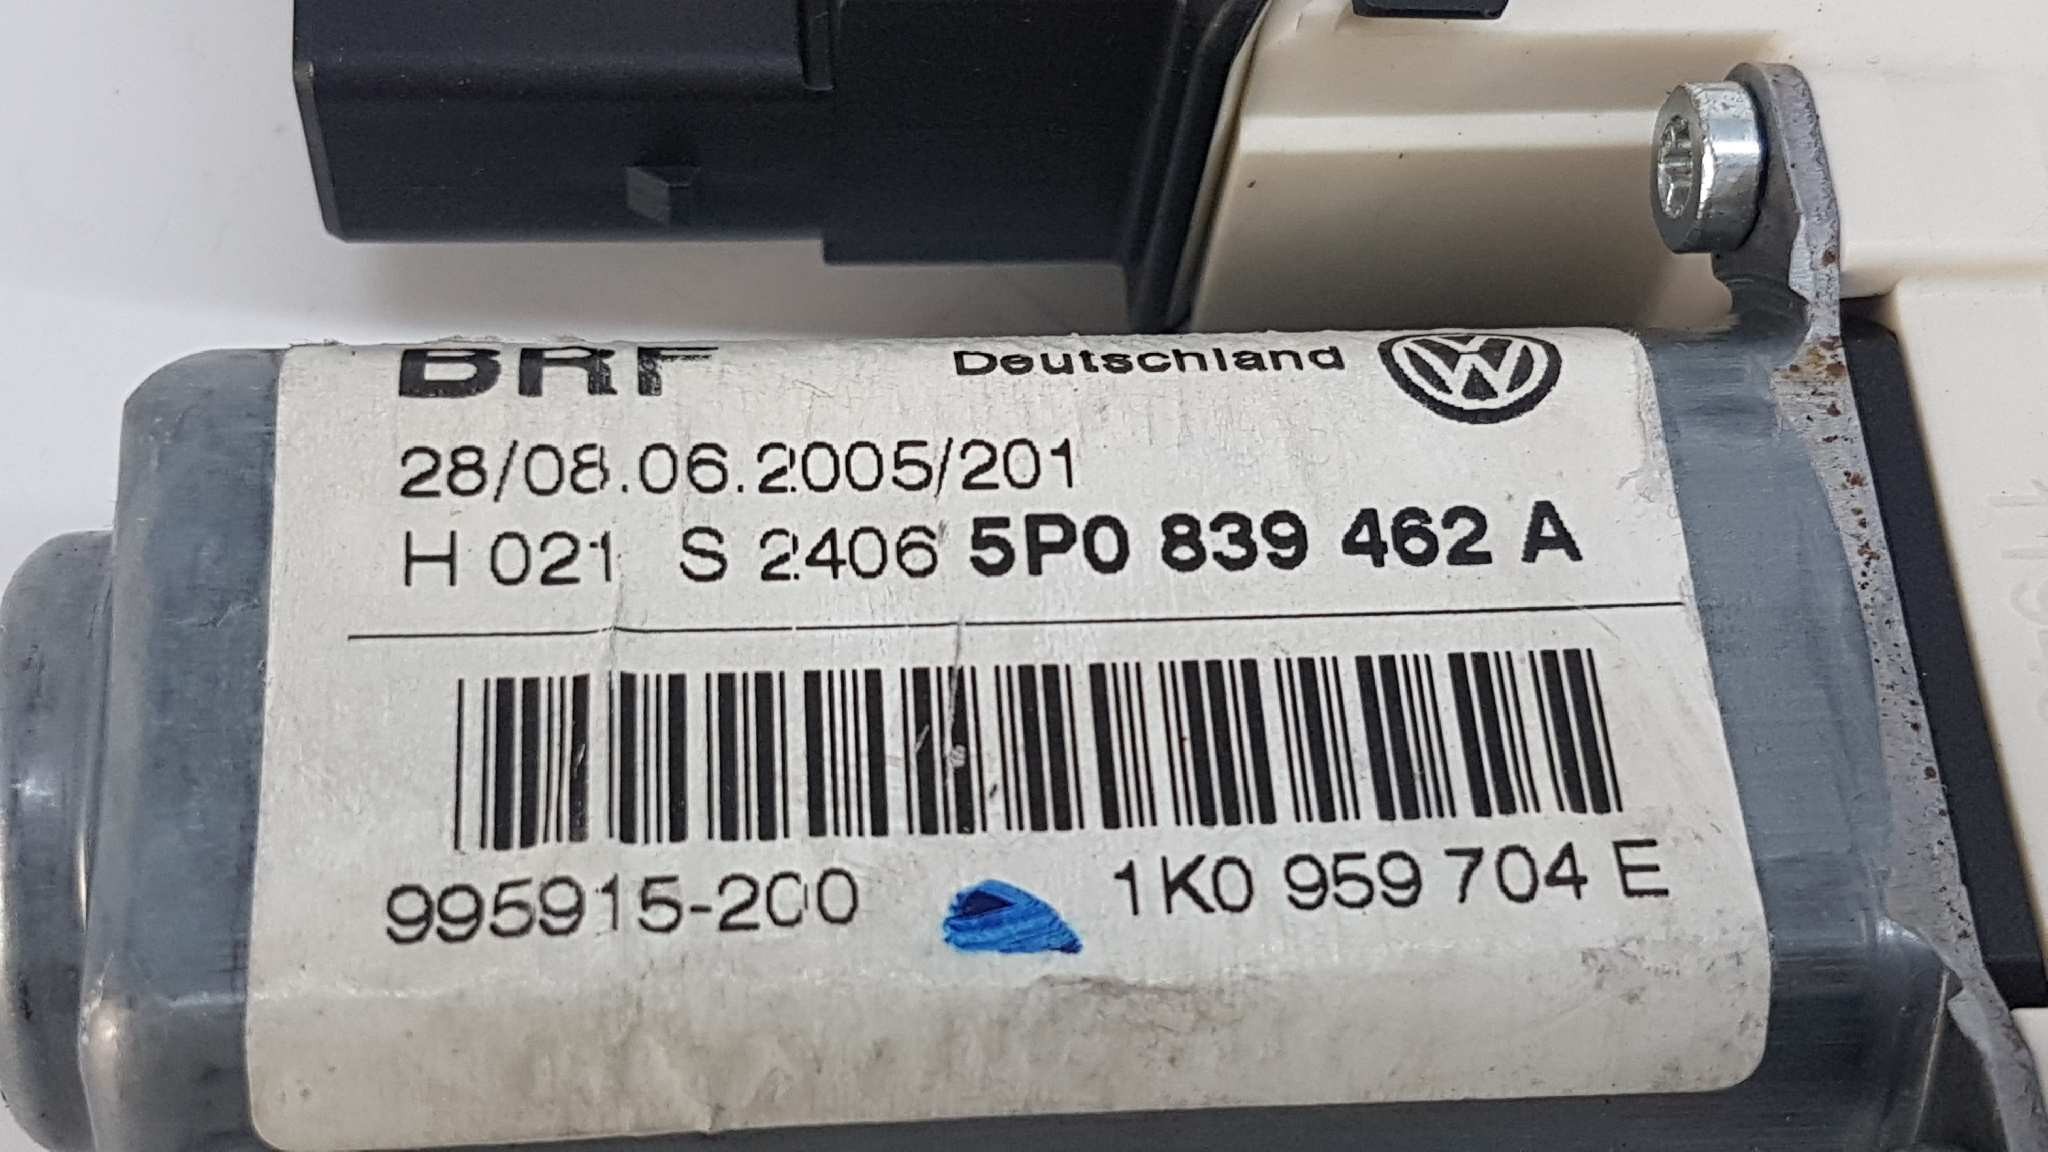 BRF Deutschland
28/08.06.2005/201
H 021 S 2406 5P0 839 462 A
995915-200 1K0 959 704 E